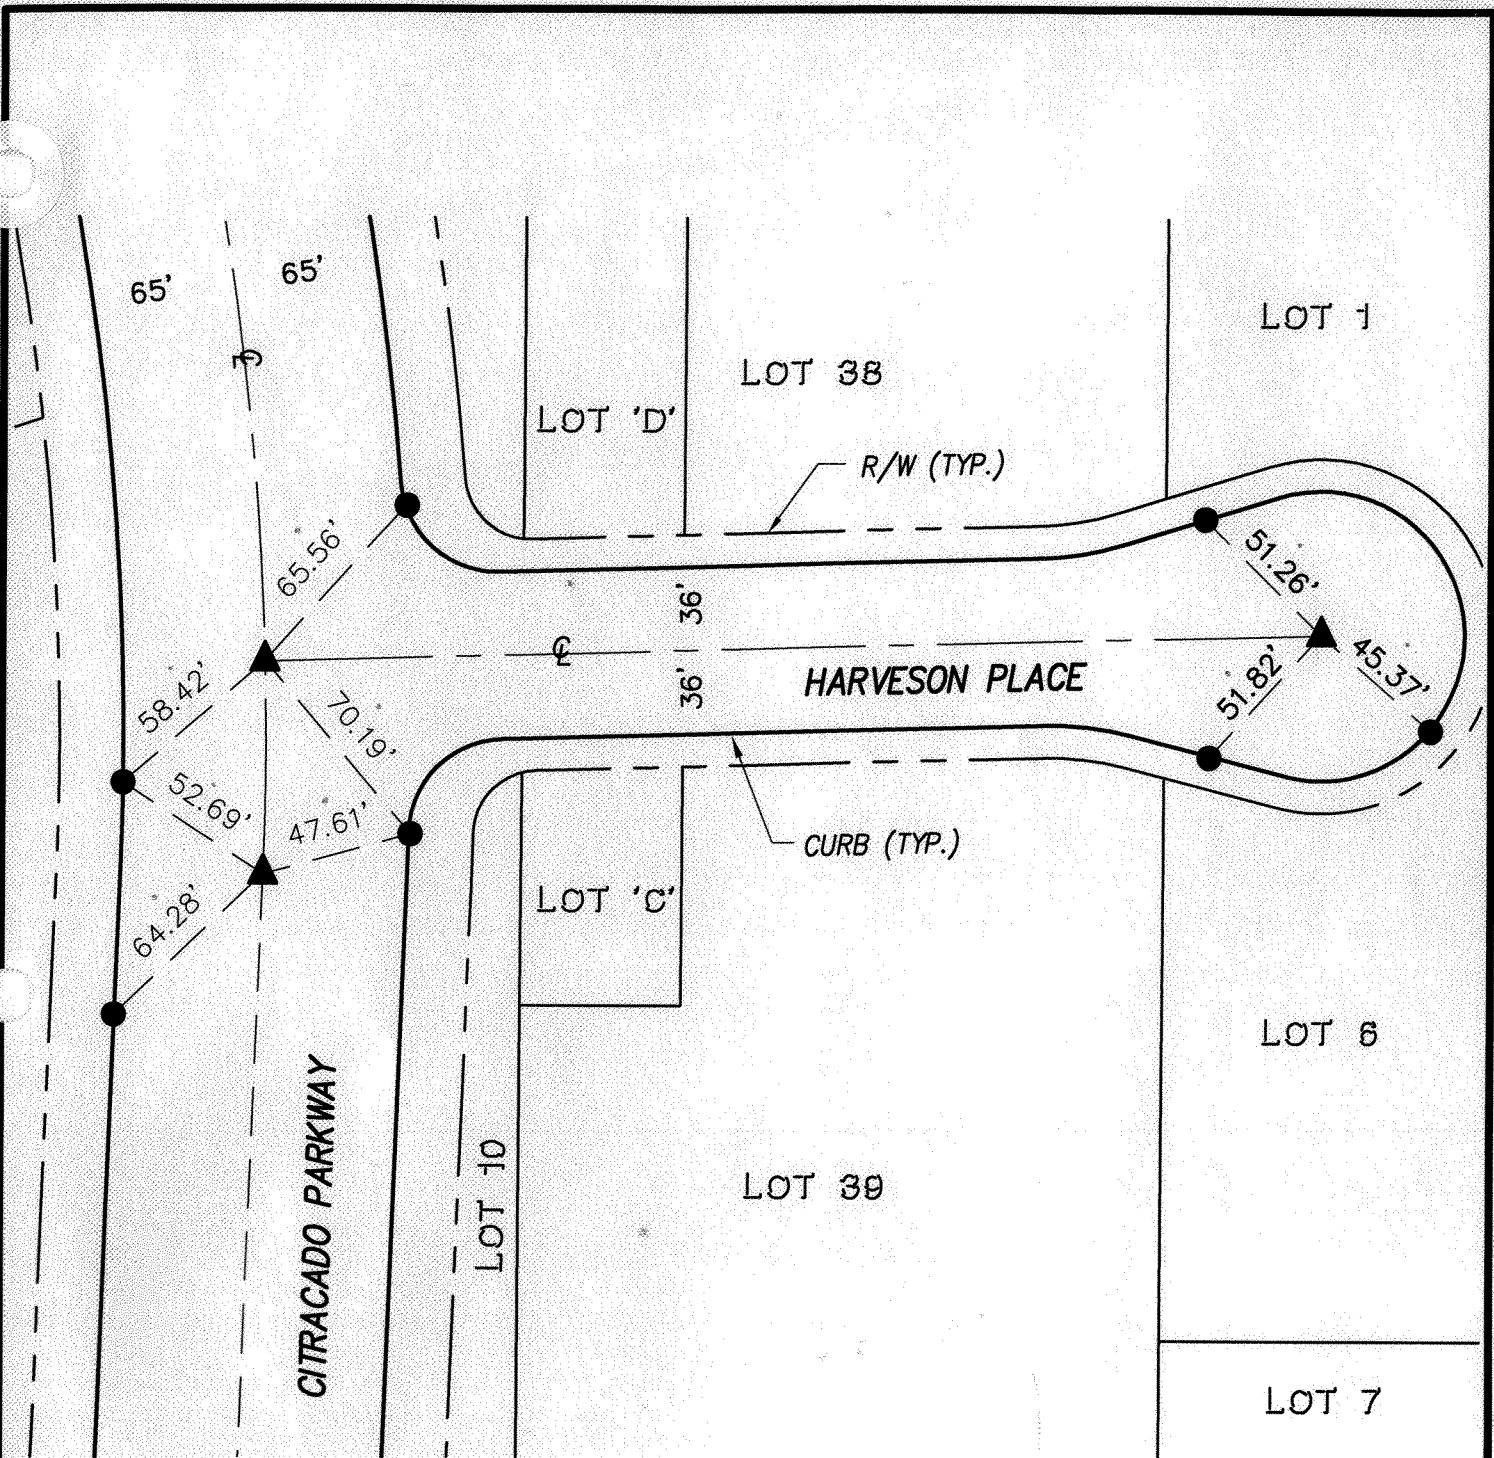 65'
65'
℄
LOT 1
LOT 38
LOT 'D'
R/W (TYP.)
65.56'
51.26'
36'
℄
36'
HARVESON PLACE
45.37'
51.82'
58.42'
70.19'
52.69'
47.61'
CURB (TYP.)
LOT 'C'
64.28'
LOT 6
CITRACADO PARKWAY
LOT 10
LOT 39
LOT 7